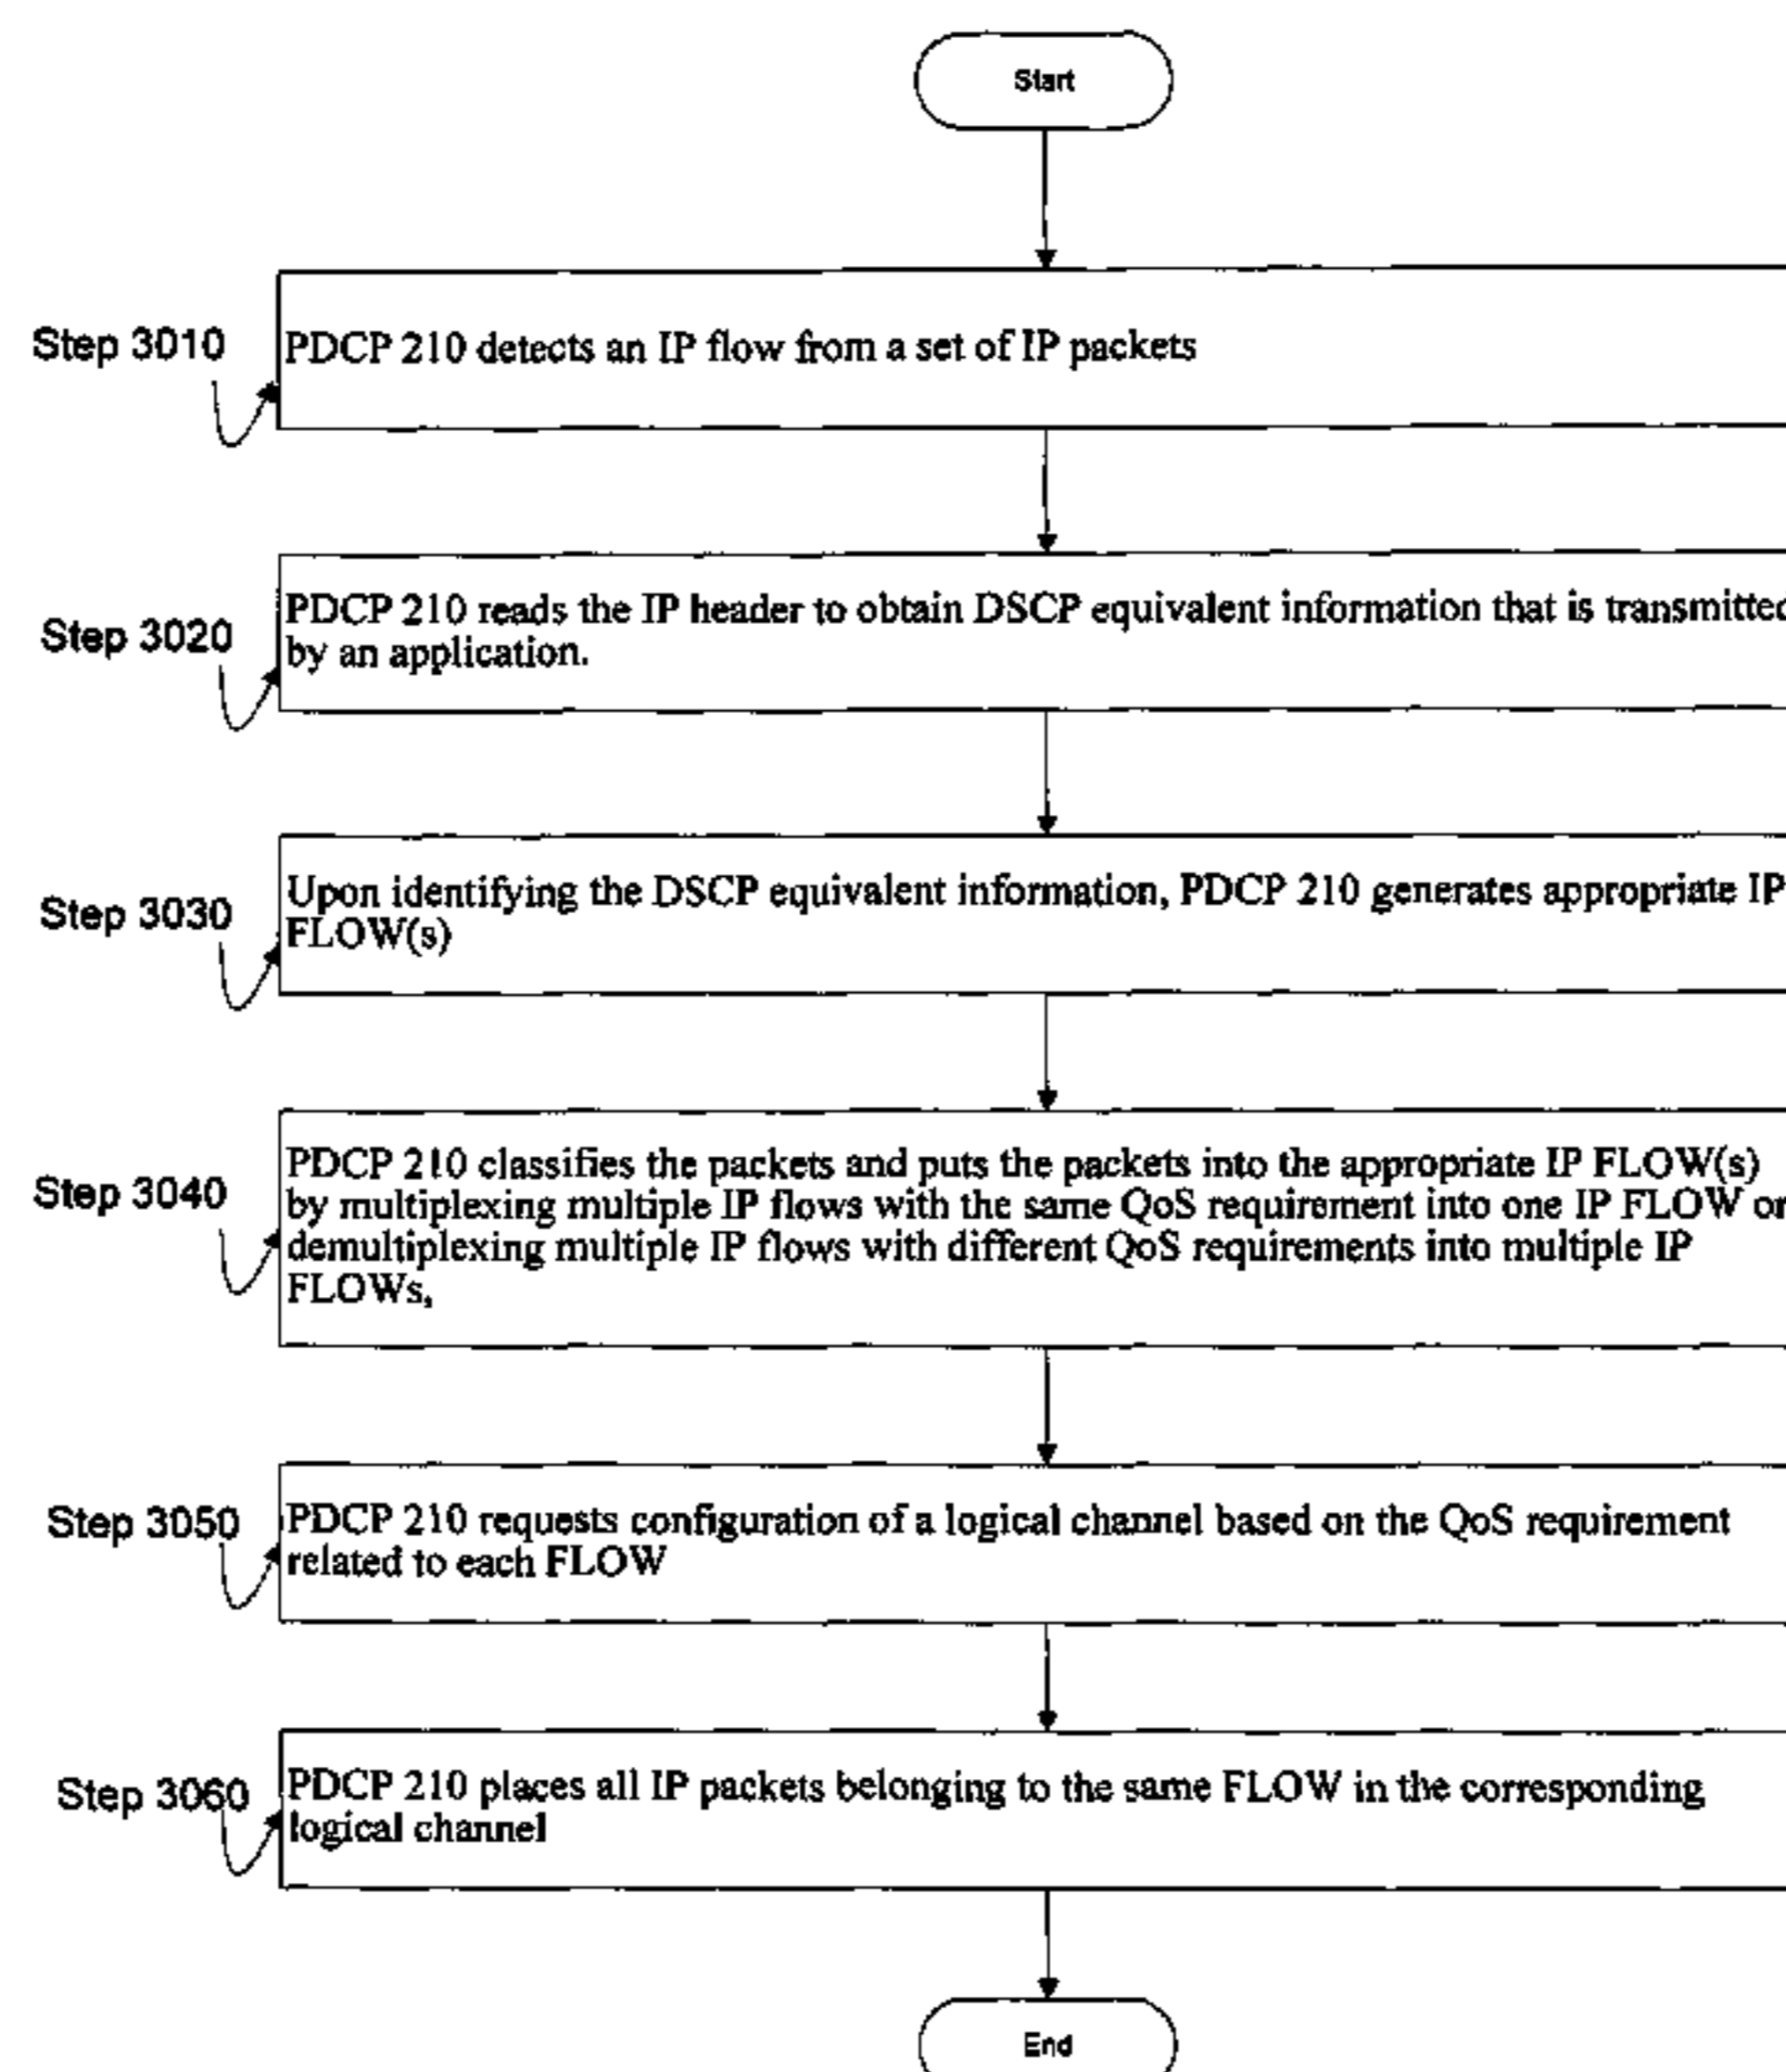 Start
Step 3010
PDCP 210 detects an IP flow from a set of IP packets
Step 3020
PDCP 210 reads the IP header to obtain DSCP equivalent information that is transmitted
by an application.
Step 3030
Upon identifying the DSCP equivalent information, PDCP 210 generates appropriate IP
FLOW(s)
Step 3040
PDCP 210 classifies the packets and puts the packets into the appropriate IP FLOW(s)
by multiplexing multiple IP flows with the same QoS requirement into one IP FLOW or
demultiplexing multiple IP flows with different QoS requirements into multiple IP
FLOWs,
Step 3050
PDCP 210 requests configuration of a logical channel based on the QoS requirement
related to each FLOW
Step 3060
PDCP 210 places all IP packets belonging to the same FLOW in the corresponding
logical channel
End